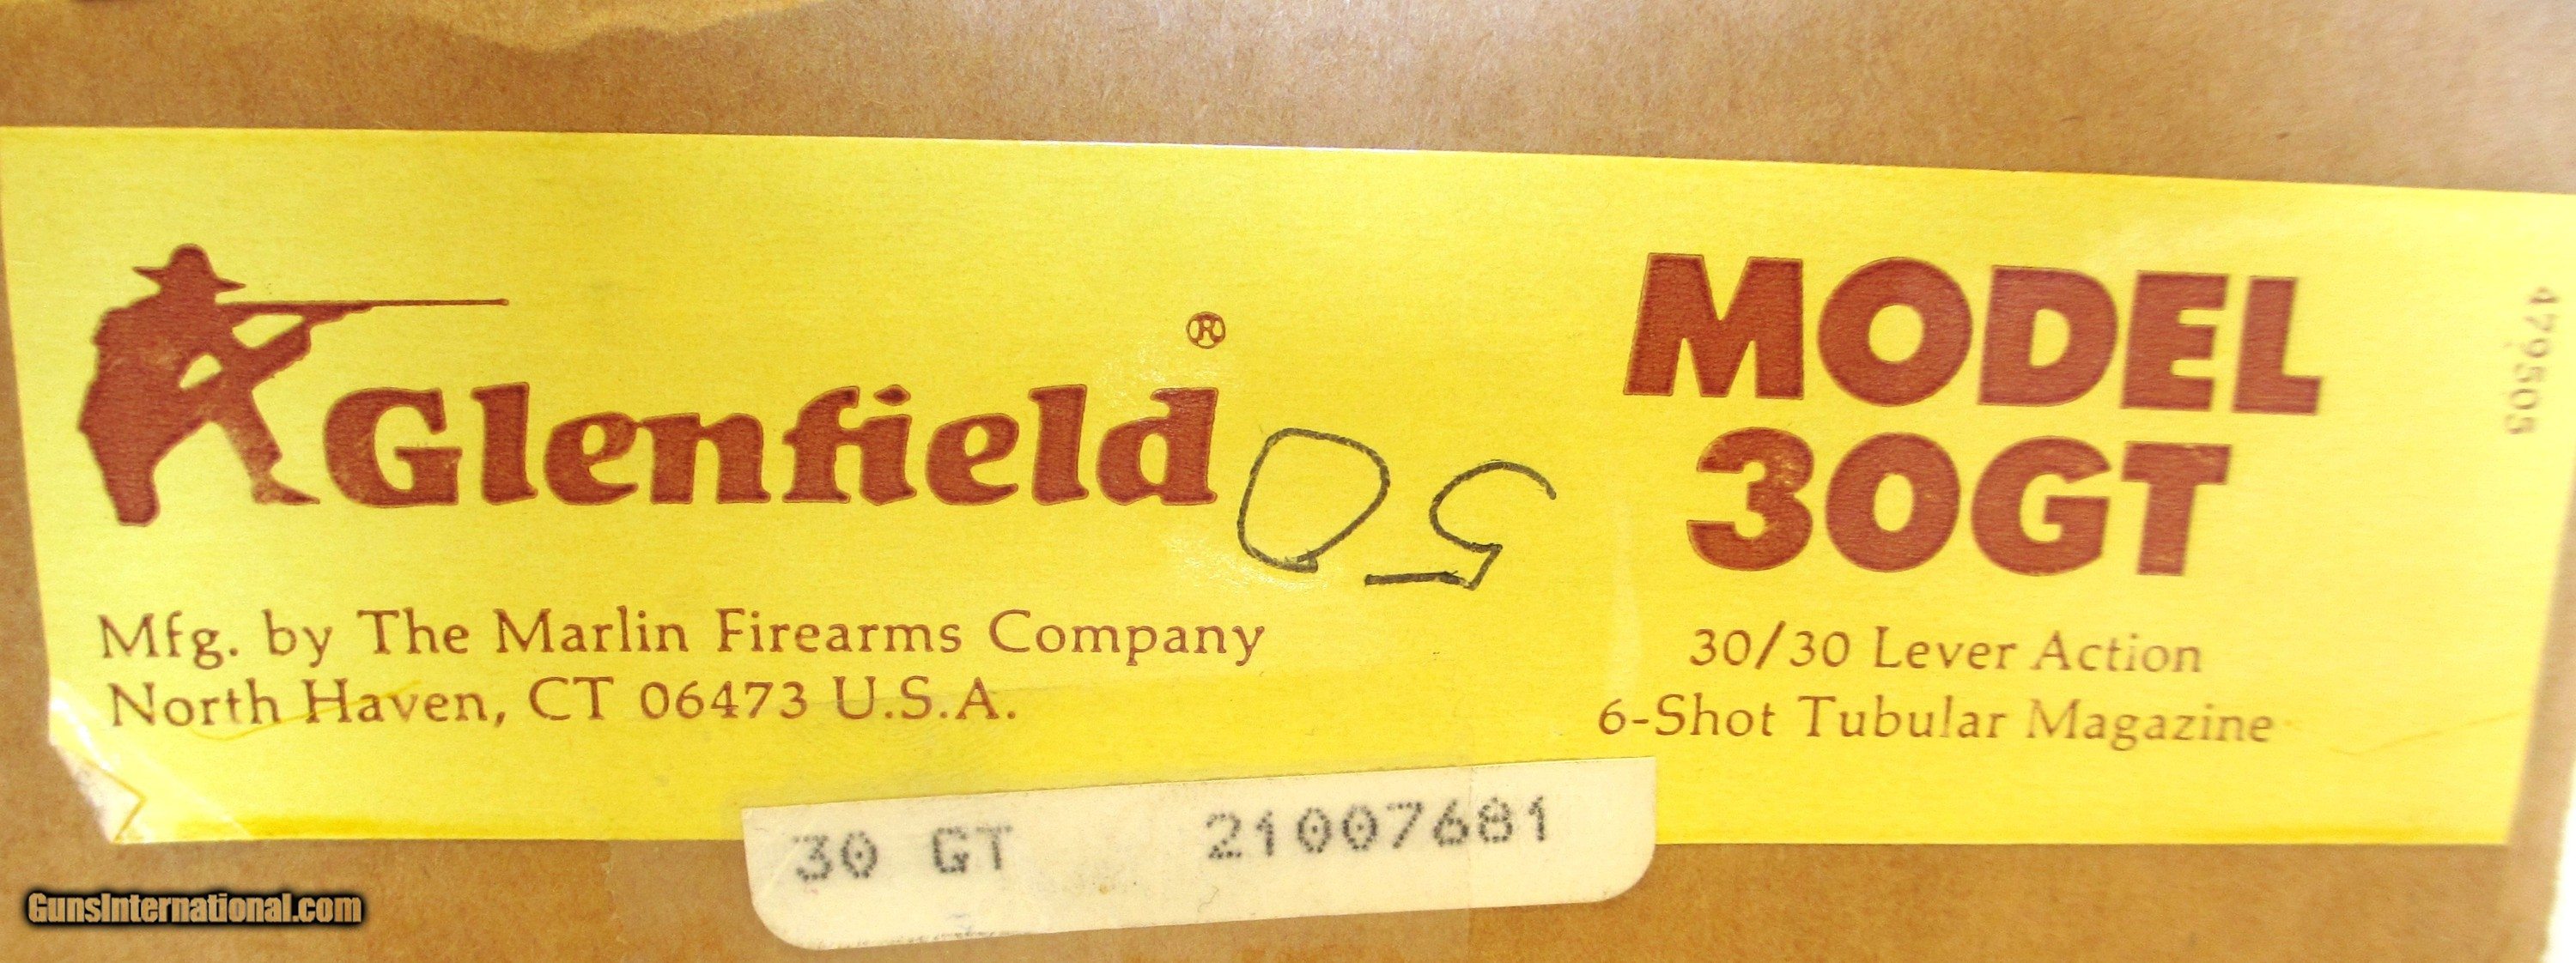 Glenfield®
Mfg. by The Marlin Firearms Company
North Haven, CT 06473 U.S.A.
50
MODEL
30GT
30/30 Lever Action
6-Shot Tubular Magazine
479503
30 GT 21007681
GunsInternational.com